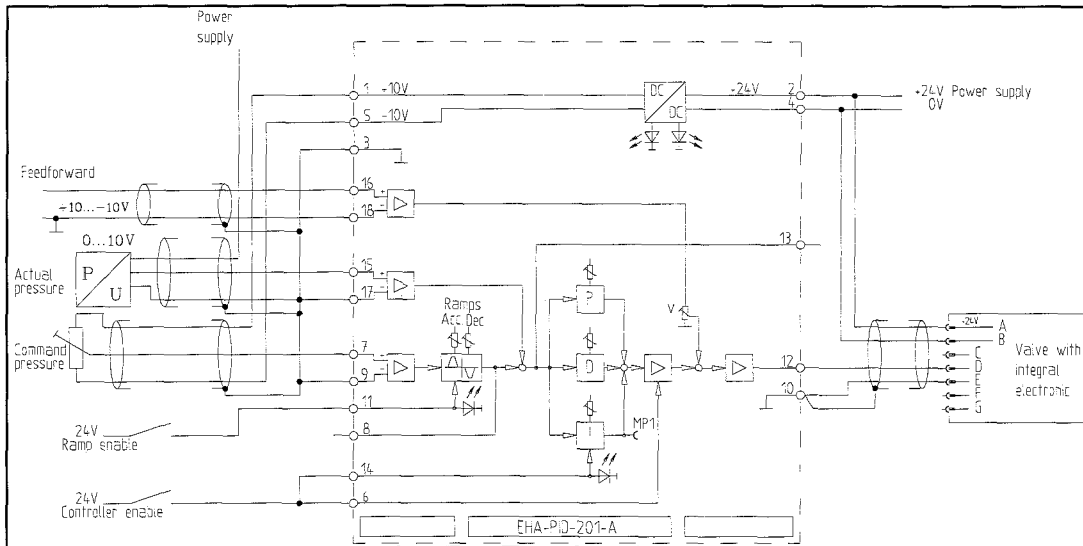 Power
supply
1 +10V
DC
DC
+24V 2
4
+24V Power supply
0V
5 -10V
3
Feedforward
16
18
+10...-10V
13
0...10V
Actual
pressure
P
U
15
17
Ramps
Acc. Dec
P
V
+24V
A
B
C
D
E
F
G
Valve with
integral
electronic
Command
pressure
7
9
D
12
10
11
24V
Ramp enable
8
I
MP1
14
24V
Controller enable
6
EHA-PID-201-A